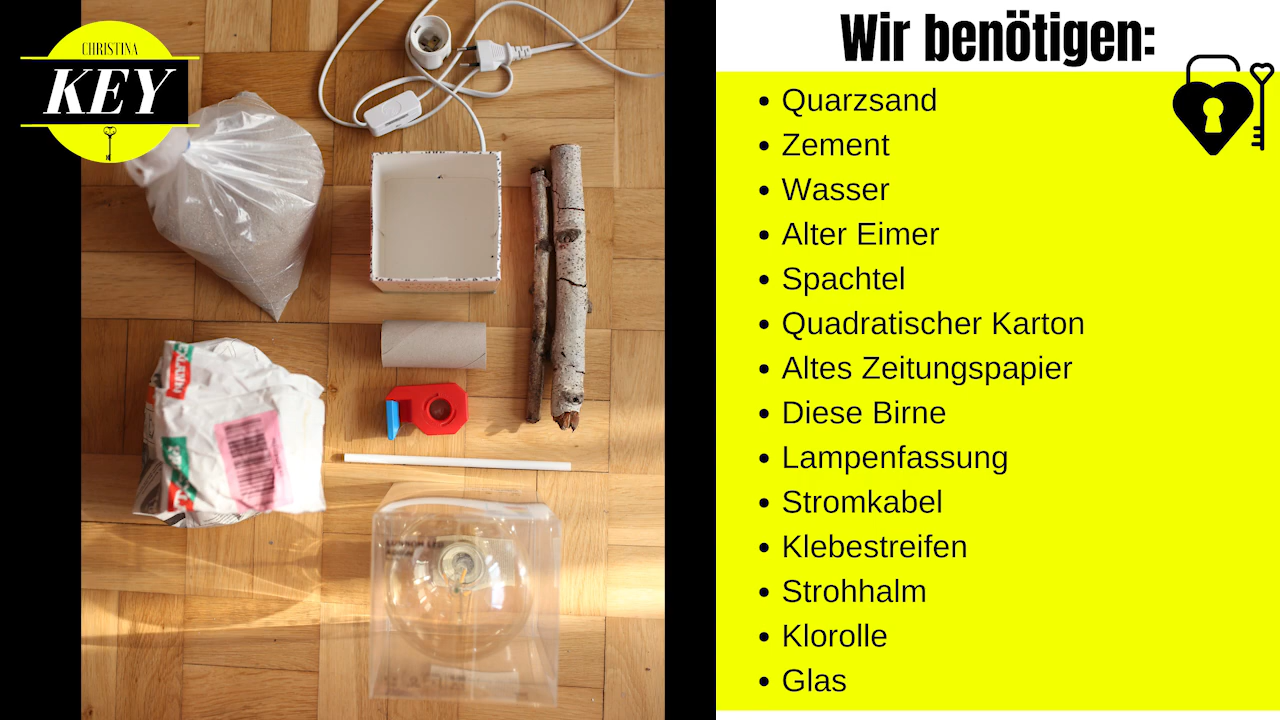 CHRISTINA
KEY
Wir benötigen:
• Quarzsand
• Zement
• Wasser
• Alter Eimer
• Spachtel
• Quadratischer Karton
• Altes Zeitungspapier
• Diese Birne
• Lampenfassung
• Stromkabel
• Klebestreifen
• Strohhalm
• Klorolle
• Glas